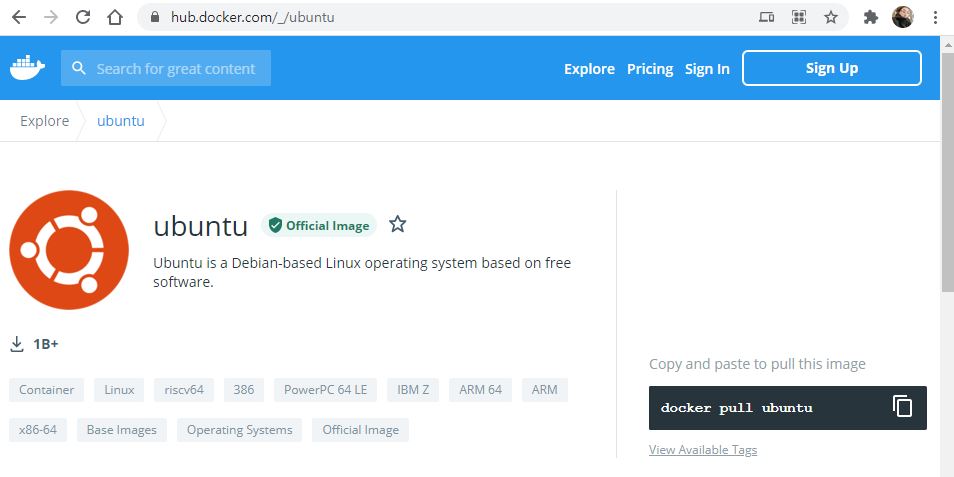 hub.docker.com/_/ubuntu
Search for great content
Explore Pricing Sign In Sign Up
Explore ubuntu
ubuntu Official Image
Ubuntu is a Debian-based Linux operating system based on free
software.
1B+
Container Linux riscv64 386 PowerPC 64 LE IBM Z ARM 64 ARM
x86-64 Base Images Operating Systems Official Image
Copy and paste to pull this image
docker pull ubuntu
View Available Tags